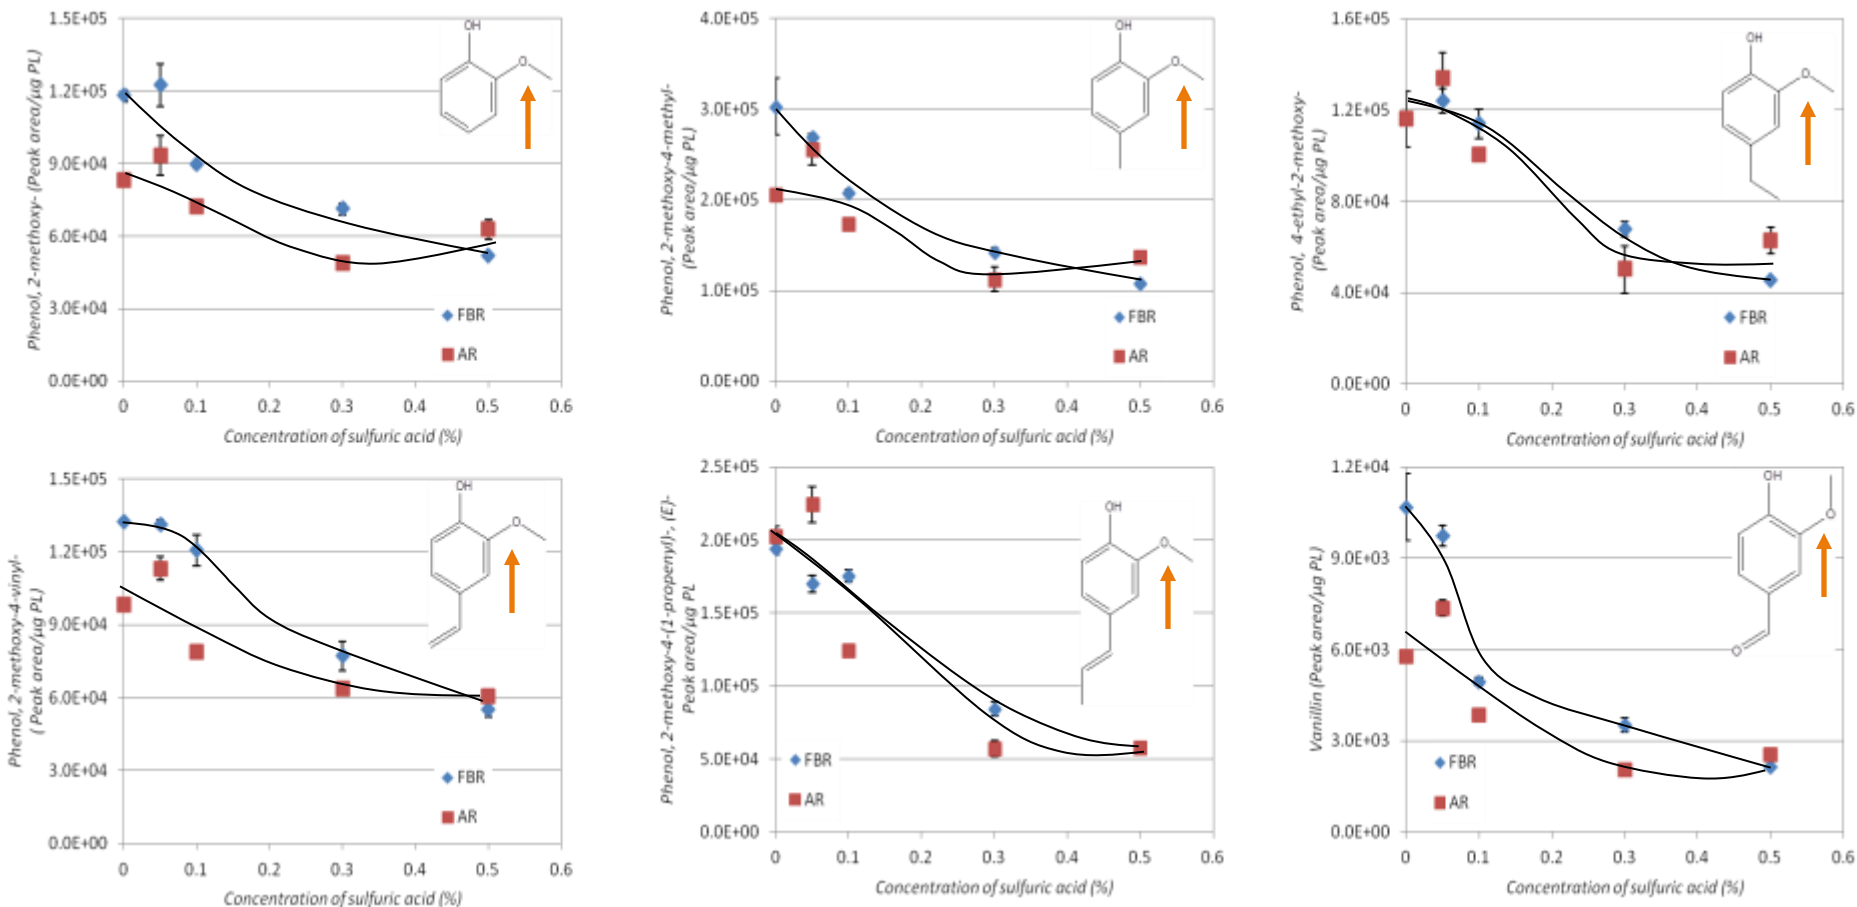 Phenol, 2-methoxy- (Peak area/µg PL)
1.5E+05
1.2E+05
9.0E+04
6.0E+04
3.0E+04
0.0E+00
OH
O
FBR
AR
0 0.1 0.2 0.3 0.4 0.5 0.6
Concentration of sulfuric acid (%)
Phenol, 2-methoxy-4-methyl-
(Peak area/µg PL)
4.0E+05
3.0E+05
2.0E+05
1.0E+05
0.0E+00
OH
O
FBR
AR
0 0.1 0.2 0.3 0.4 0.5 0.6
Concentration of sulfuric acid (%)
Phenol, 4-ethyl-2-methoxy-
(Peak area/µg PL)
1.6E+05
1.2E+05
8.0E+04
4.0E+04
0.0E+00
OH
O
FBR
AR
0 0.1 0.2 0.3 0.4 0.5 0.6
Concentration of sulfuric acid (%)
Phenol, 2-methoxy-4-vinyl-
( Peak area/µg PL)
1.5E+05
1.2E+05
9.0E+04
6.0E+04
3.0E+04
0.0E+00
OH
O
FBR
AR
0 0.1 0.2 0.3 0.4 0.5 0.6
Concentration of sulfuric acid (%)
Phenol, 2-methoxy-4-(1-propenyl)-, (E)-
Peak area/µg PL
2.5E+05
2.0E+05
1.5E+05
1.0E+05
5.0E+04
0.0E+00
OH
O
FBR
AR
0 0.1 0.2 0.3 0.4 0.5 0.6
Concentration of sulfuric acid (%)
Vanillin (Peak area/µg PL)
1.2E+04
9.0E+03
6.0E+03
3.0E+03
0.0E+00
OH
O
O
FBR
AR
0 0.1 0.2 0.3 0.4 0.5 0.6
Concentration of sulfuric acid (%)